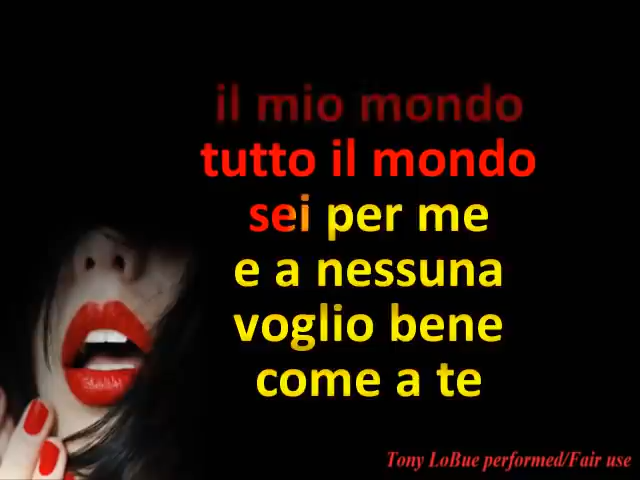 il mio mondo
tutto il mondo
sei per me
e a nessuna
voglio bene
come a te
Tony LoBue performed/Fair use